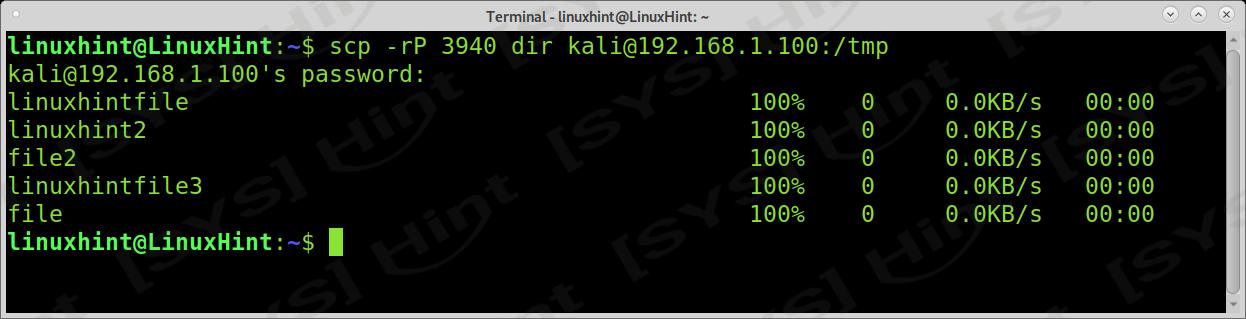 Terminal - linuxhint@LinuxHint: ~
linuxhint@LinuxHint:~$ scp -rP 3940 dir kali@192.168.1.100:/tmp
kali@192.168.1.100's password:
linuxhintfile 100% 0 0.0KB/s 00:00
linuxhint2 100% 0 0.0KB/s 00:00
file2 100% 0 0.0KB/s 00:00
linuxhintfile3 100% 0 0.0KB/s 00:00
file 100% 0 0.0KB/s 00:00
linuxhint@LinuxHint:~$